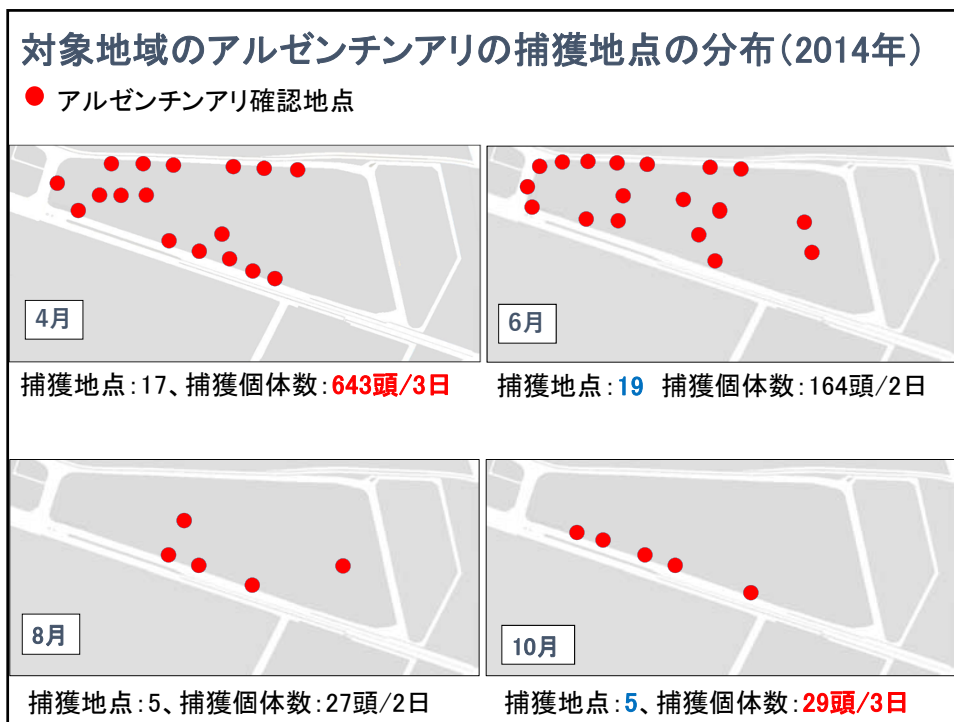 対象地域のアルゼンチンアリの捕獲地点の分布(2014年)
アルゼンチンアリ確認地点
4月
6月
捕獲地点:17、捕獲個体数:643頭/3日
捕獲地点:19 捕獲個体数:164頭/2日
8月
10月
捕獲地点:5、捕獲個体数:27頭/2日
捕獲地点:5、捕獲個体数:29頭/3日